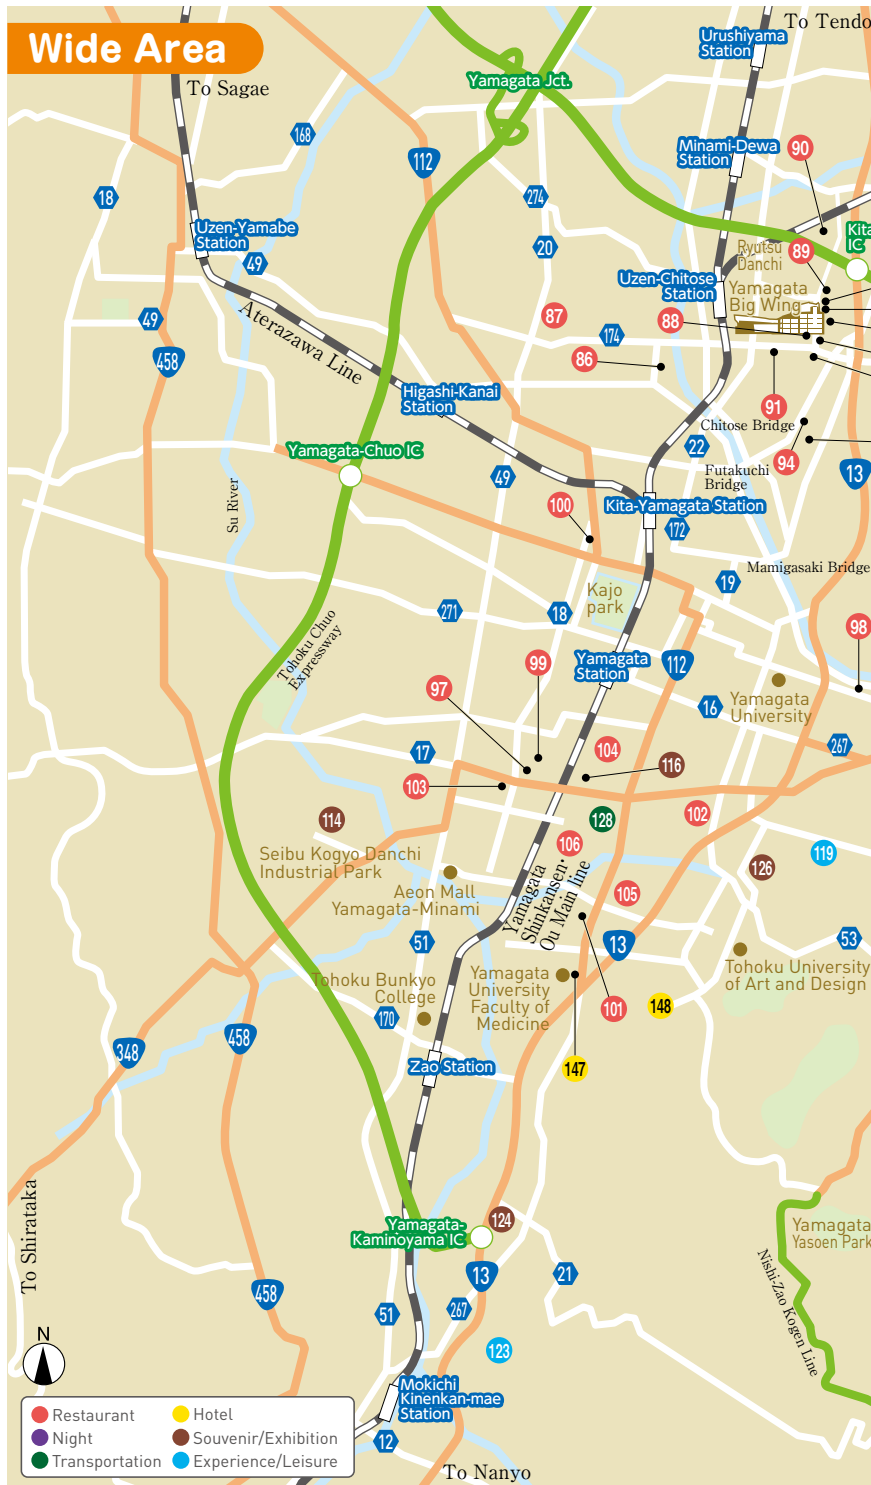 Wide Area
To Tendo
Urushiyama
Station
To Sagae
Yamagata Jct.
168
112
Minami-Dewa
Station
90
18
274
Uzen-Yamabe
Station
49
20
Ryutsu
Danchi
89
Kita
IC
Uzen-Chitose
Station
Yamagata
Big Wing
49
Aterazawa Line
87
88
174
458
86
Higashi-Kanai
Station
91
Chitose Bridge
Yamagata-Chuo IC
22
94
Futakuchi
Bridge
13
49
Su River
100
Kita-Yamagata Station
172
Mamigasaki Bridge
19
Kajo
park
271
18
98
Tohoku Chuo
Expressway
Yamagata
Station
112
99
97
Yamagata
University
16
267
17
104
116
103
114
128
102
106
119
Seibu Kogyo Danchi
Industrial Park
126
Aeon Mall
Yamagata-Minami
Yamagata
Shinkansen·
Ou Main line
105
51
13
53
Tohoku University
of Art and Design
Tohoku Bunkyo
College
Yamagata
University
Faculty of
Medicine
101
148
170
348
458
Zao Station
147
To Shirataka
124
Yamagata-
Kaminoyama IC
Yamagata
Yasoen Park
Nishi-Zao Kogen Line
13
21
458
51
267
N
123
Mokichi
Kinenkan-mae
Station
12
To Nanyo
Restaurant
Hotel
Night
Souvenir/Exhibition
Transportation
Experience/Leisure